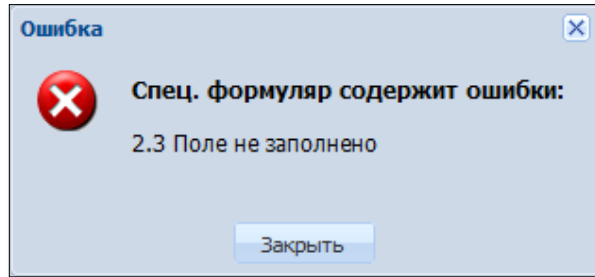 Ошибка
Спец. формуляр содержит ошибки:
2.3 Поле не заполнено
Закрыть